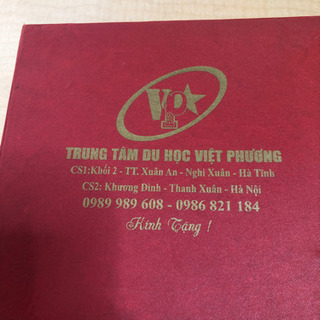 VP
TRUNG TÂM DU HỌC VIỆT PHƯƠNG
CS1:Khối 2 - TT. Xuân An - Nghi Xuân - Hà Tĩnh
CS2: Khương Đình - Thanh Xuân - Hà Nội
0989 989 608 - 0986 821 184
Kính Tặng !